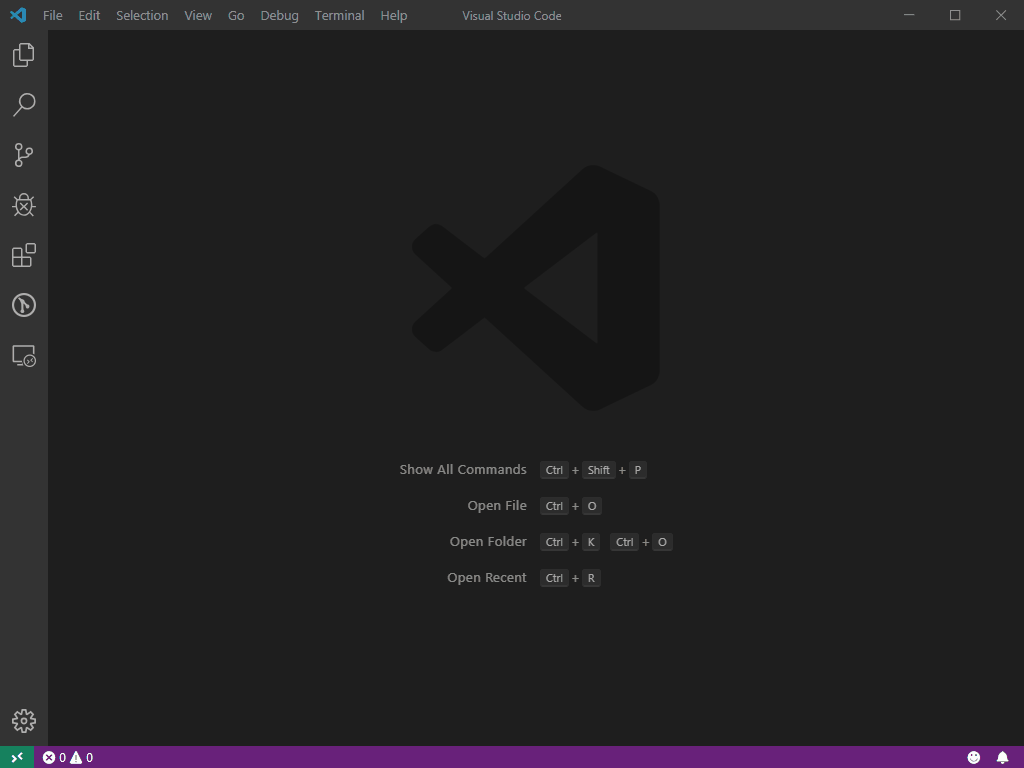 File Edit Selection View Go Debug Terminal Help Visual Studio Code
Show All Commands Ctrl + Shift + P
Open File Ctrl + O
Open Folder Ctrl + K Ctrl + O
Open Recent Ctrl + R
0 0